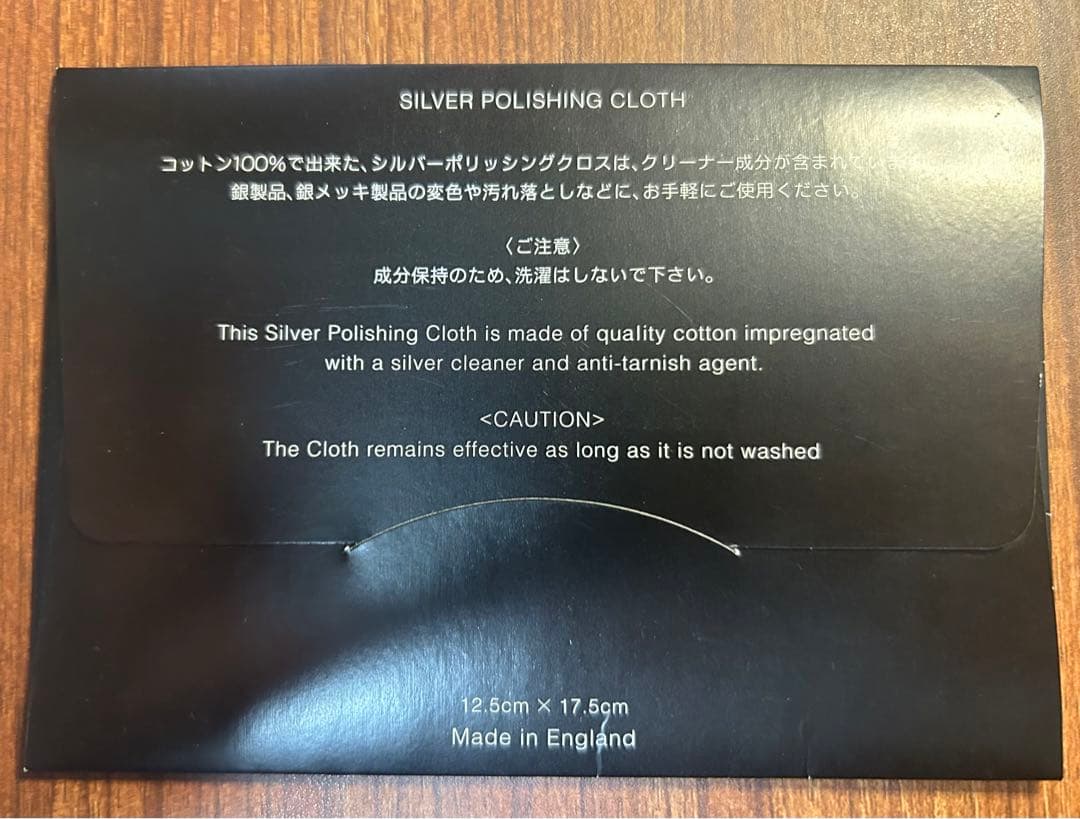 SILVER POLISHING CLOTH
コットン100%で出来た、シルバーポリッシングクロスは、クリーナー成分が含まれています。
銀製品、銀メッキ製品の変色や汚れ落としなどに、お手軽にご使用ください。
〈ご注意〉
成分保持のため、洗濯はしないで下さい。
This Silver Polishing Cloth is made of quality cotton impregnated
with a silver cleaner and anti-tarnish agent.
<CAUTION>
The Cloth remains effective as long as it is not washed
12.5cm × 17.5cm
Made in England